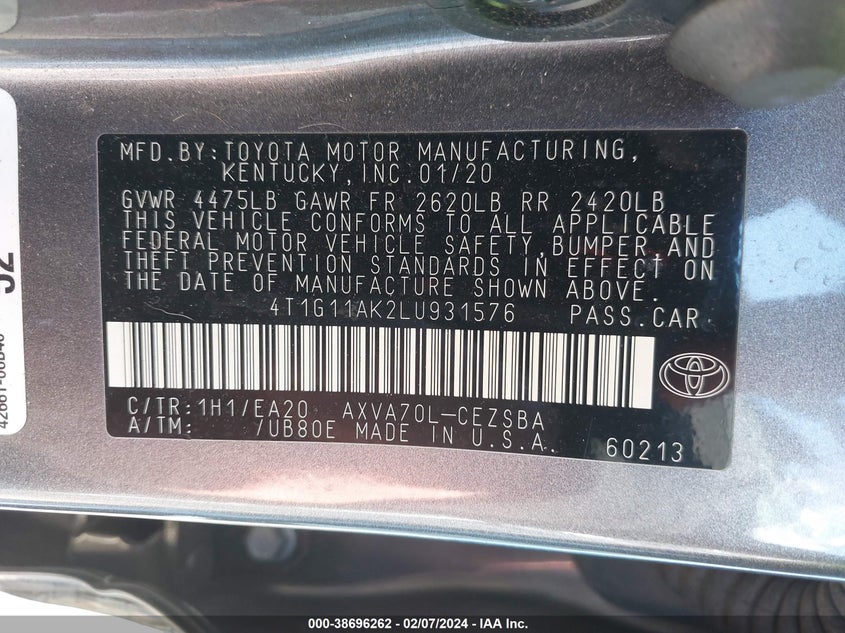 MFD.BY:TOYOTA MOTOR MANUFACTURING,
KENTUCKY,INC.01/20
GVWR 4475LB GAWR FR 2620LB RR 2420LB
THIS VEHICLE CONFORMS TO ALL APPLICABLE
FEDERAL MOTOR VEHICLE SAFETY,BUMPER,AND
THEFT PREVENTION STANDARDS IN EFFECT ON
THE DATE OF MANUFACTURE SHOWN ABOVE.
4T1G11AK2LU931576 PASS.CAR
C/TR:1H1/EA20 AXVA70L-CEZSBA
A/TM: /UB80E MADE IN U.S.A. 60213
52
000-38696262 - 02/07/2024 - IAA Inc.